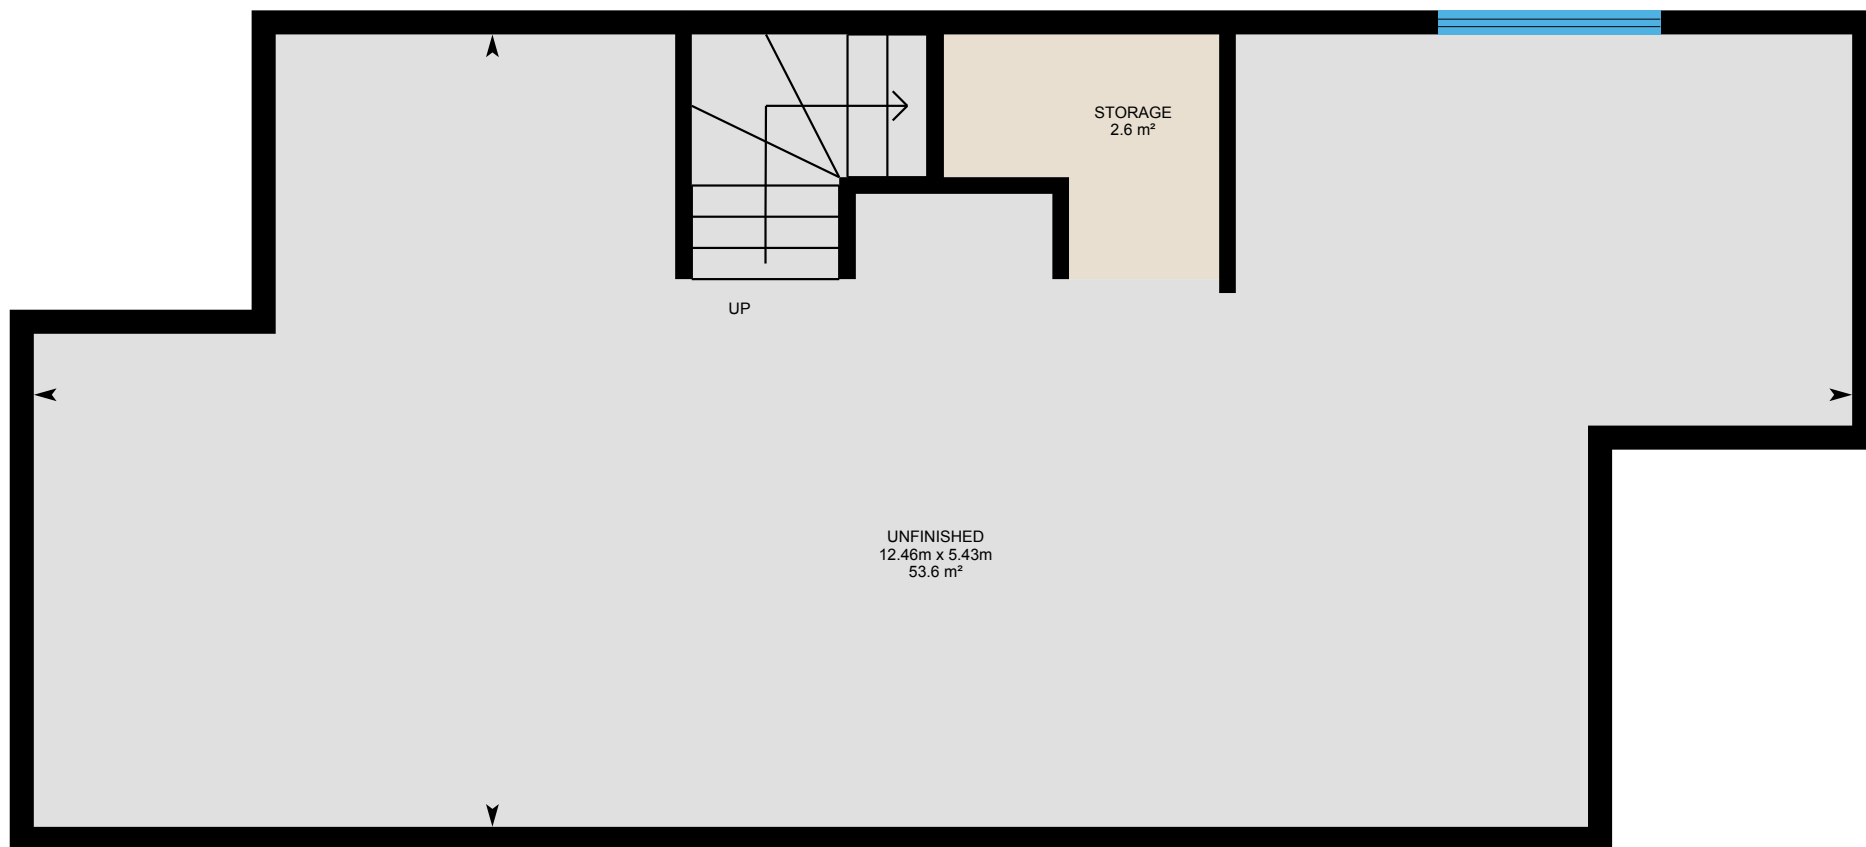 STORAGE
2.6 m²
UP
UNFINISHED
12.46m x 5.43m
53.6 m²